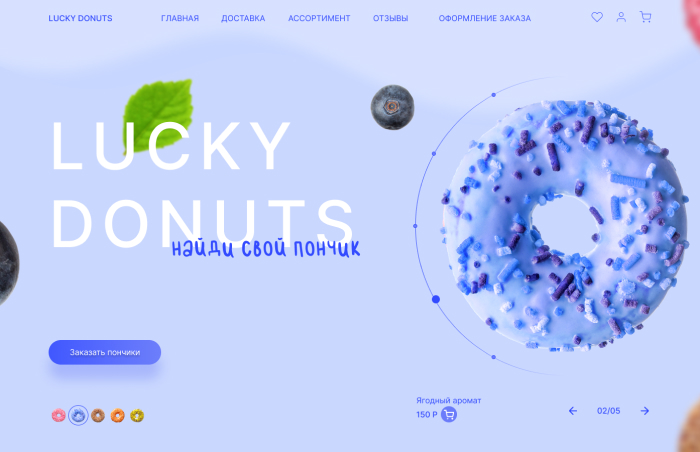 LUCKY DONUTS
ГЛАВНАЯ
ДОСТАВКА
АССОРТИМЕНТ
ОТЗЫВЫ
ОФОРМЛЕНИЕ ЗАКАЗА
LUCKY
DONUTS
найди свой пончик
Заказать пончики
Ягодный аромат
150 Р
02/05